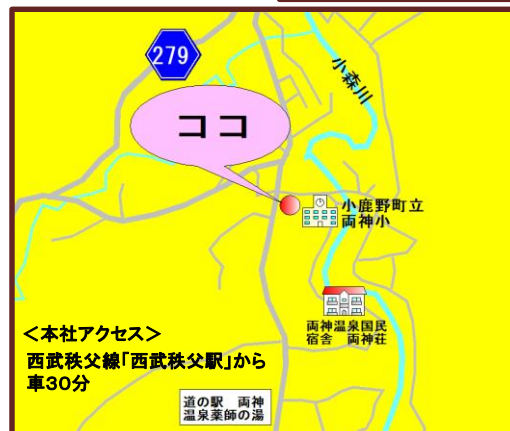 279
小森川
ココ
小鹿野町立
両神小
両神温泉国民
宿舎　両神荘
＜本社アクセス＞
西武秩父線「西武秩父駅」から
車30分
道の駅　両神
温泉薬師の湯